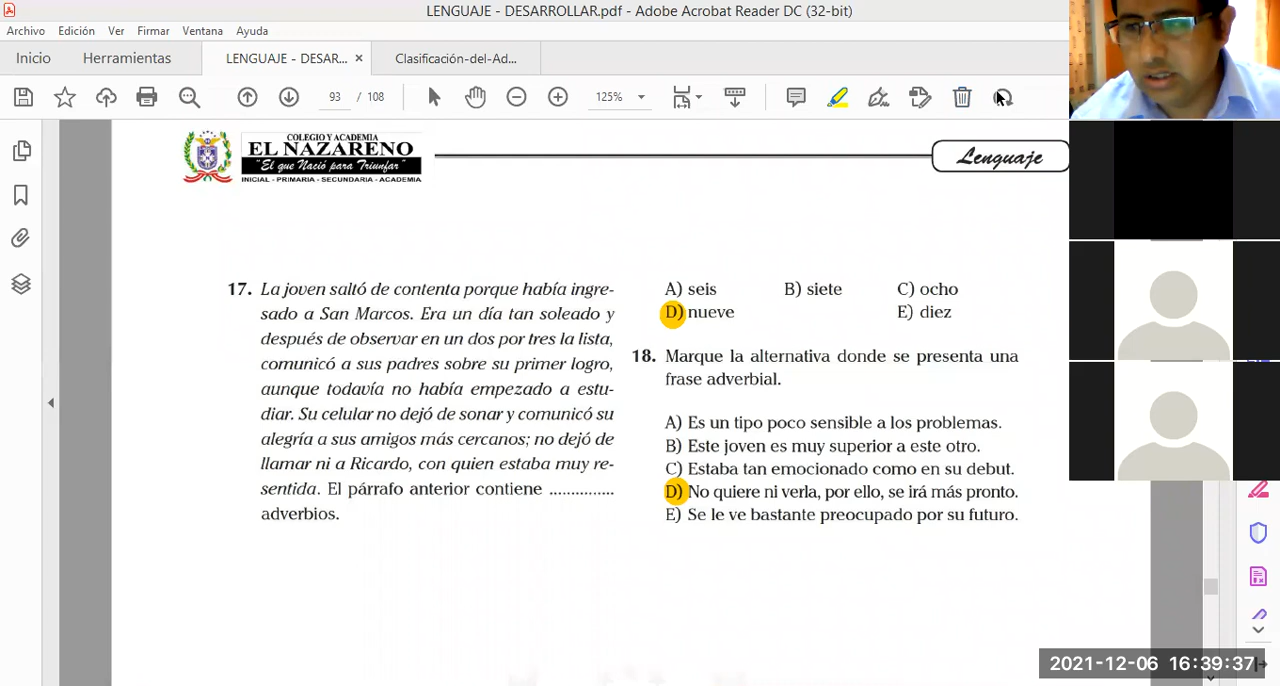 LENGUAJE - DESARROLLAR.pdf - Adobe Acrobat Reader DC (32-bit)
Archivo Edición Ver Firmar Ventana Ayuda
Inicio Herramientas LENGUAJE - DESAR... × Clasificación-del-Ad...
93 / 108 125%
COLEGIO Y ACADEMIA
EL NAZARENO
"El que Nació para Triunfar"
INICIAL - PRIMARIA - SECUNDARIA - ACADEMIA
Lenguaje
17. La joven saltó de contenta porque había ingre-
sado a San Marcos. Era un día tan soleado y
después de observar en un dos por tres la lista,
comunicó a sus padres sobre su primer logro,
aunque todavía no había empezado a estu-
diar. Su celular no dejó de sonar y comunicó su
alegría a sus amigos más cercanos; no dejó de
llamar ni a Ricardo, con quien estaba muy re-
sentida. El párrafo anterior contiene ...............
adverbios.
A) seis B) siete C) ocho
D) nueve E) diez
18. Marque la alternativa donde se presenta una
frase adverbial.
A) Es un tipo poco sensible a los problemas.
B) Este joven es muy superior a este otro.
C) Estaba tan emocionado como en su debut.
D) No quiere ni verla, por ello, se irá más pronto.
E) Se le ve bastante preocupado por su futuro.
2021-12-06 16:39:37